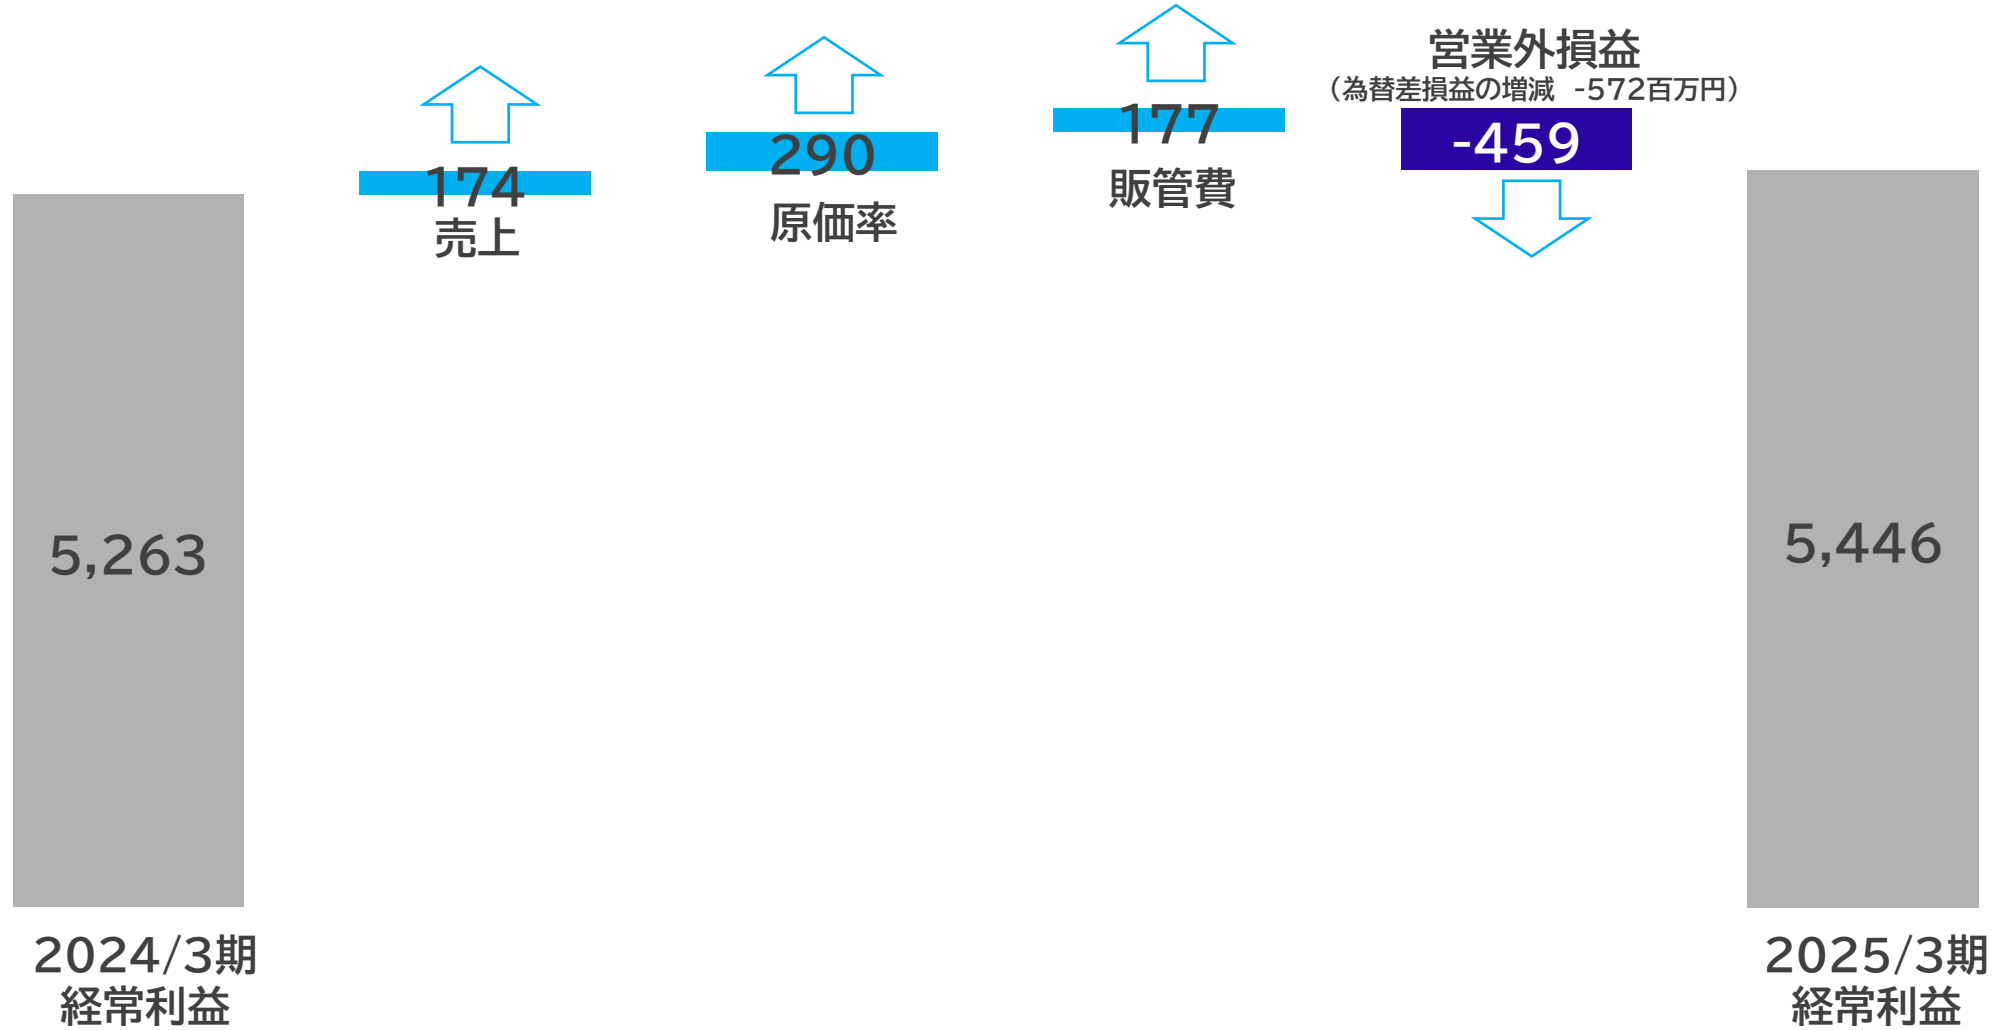 5,263
2024/3期
経常利益
174
売上
290
原価率
177
販管費
営業外損益
（為替差損益の増減 -572百万円）
-459
5,446
2025/3期
経常利益